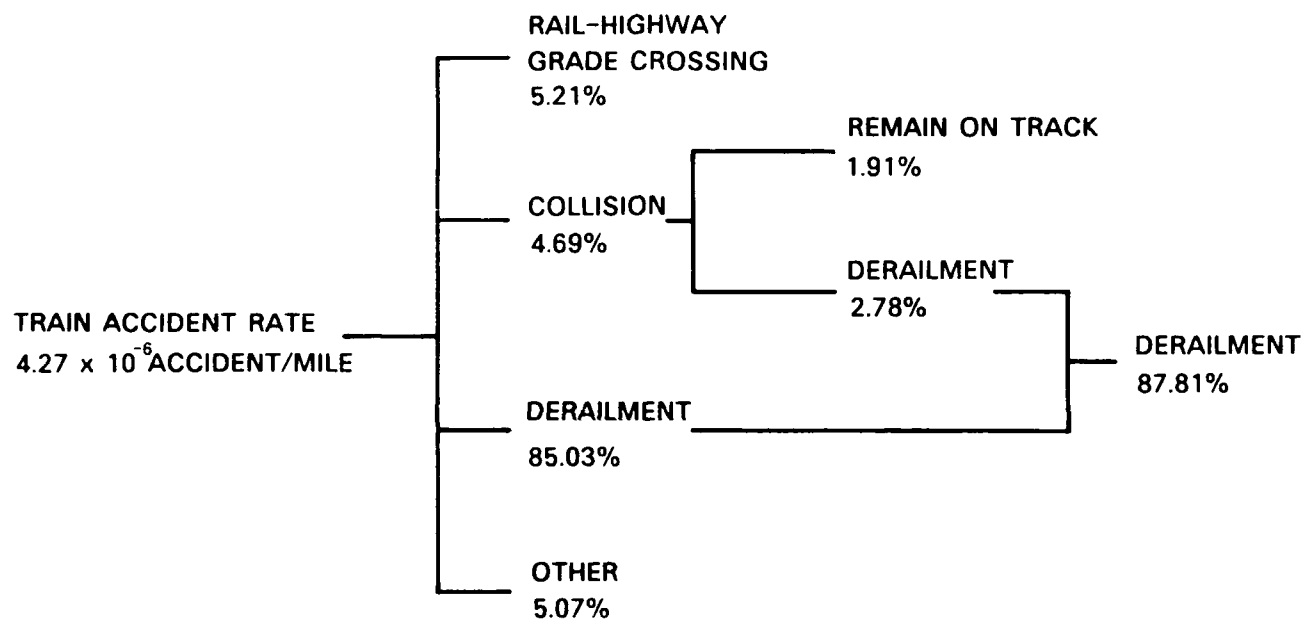 RAIL-HIGHWAY
GRADE CROSSING
5.21%
REMAIN ON TRACK
1.91%
COLLISION
4.69%
DERAILMENT
2.78%
TRAIN ACCIDENT RATE
4.27 x 10⁻⁶ ACCIDENT/MILE
DERAILMENT
87.81%
DERAILMENT
85.03%
OTHER
5.07%